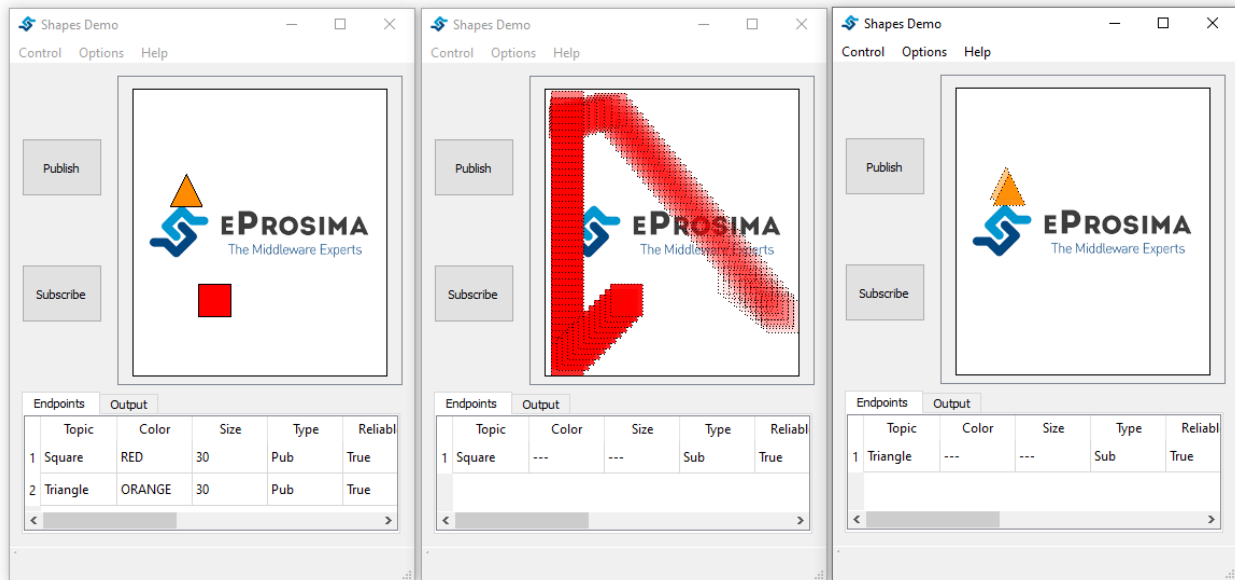 Shapes Demo
Control Options Help
Publish
Subscribe
EPROSIMA
The Middleware Experts
Endpoints Output
Topic Color Size Type Reliabl
1 Square RED 30 Pub True
2 Triangle ORANGE 30 Pub True
Shapes Demo
Control Options Help
Publish
Subscribe
EPROSIMA
The Middleware Experts
Endpoints Output
Topic Color Size Type Reliabl
1 Square --- --- Sub True
Shapes Demo
Control Options Help
Publish
Subscribe
EPROSIMA
The Middleware Experts
Endpoints Output
Topic Color Size Type Reliabl
1 Triangle --- --- Sub True